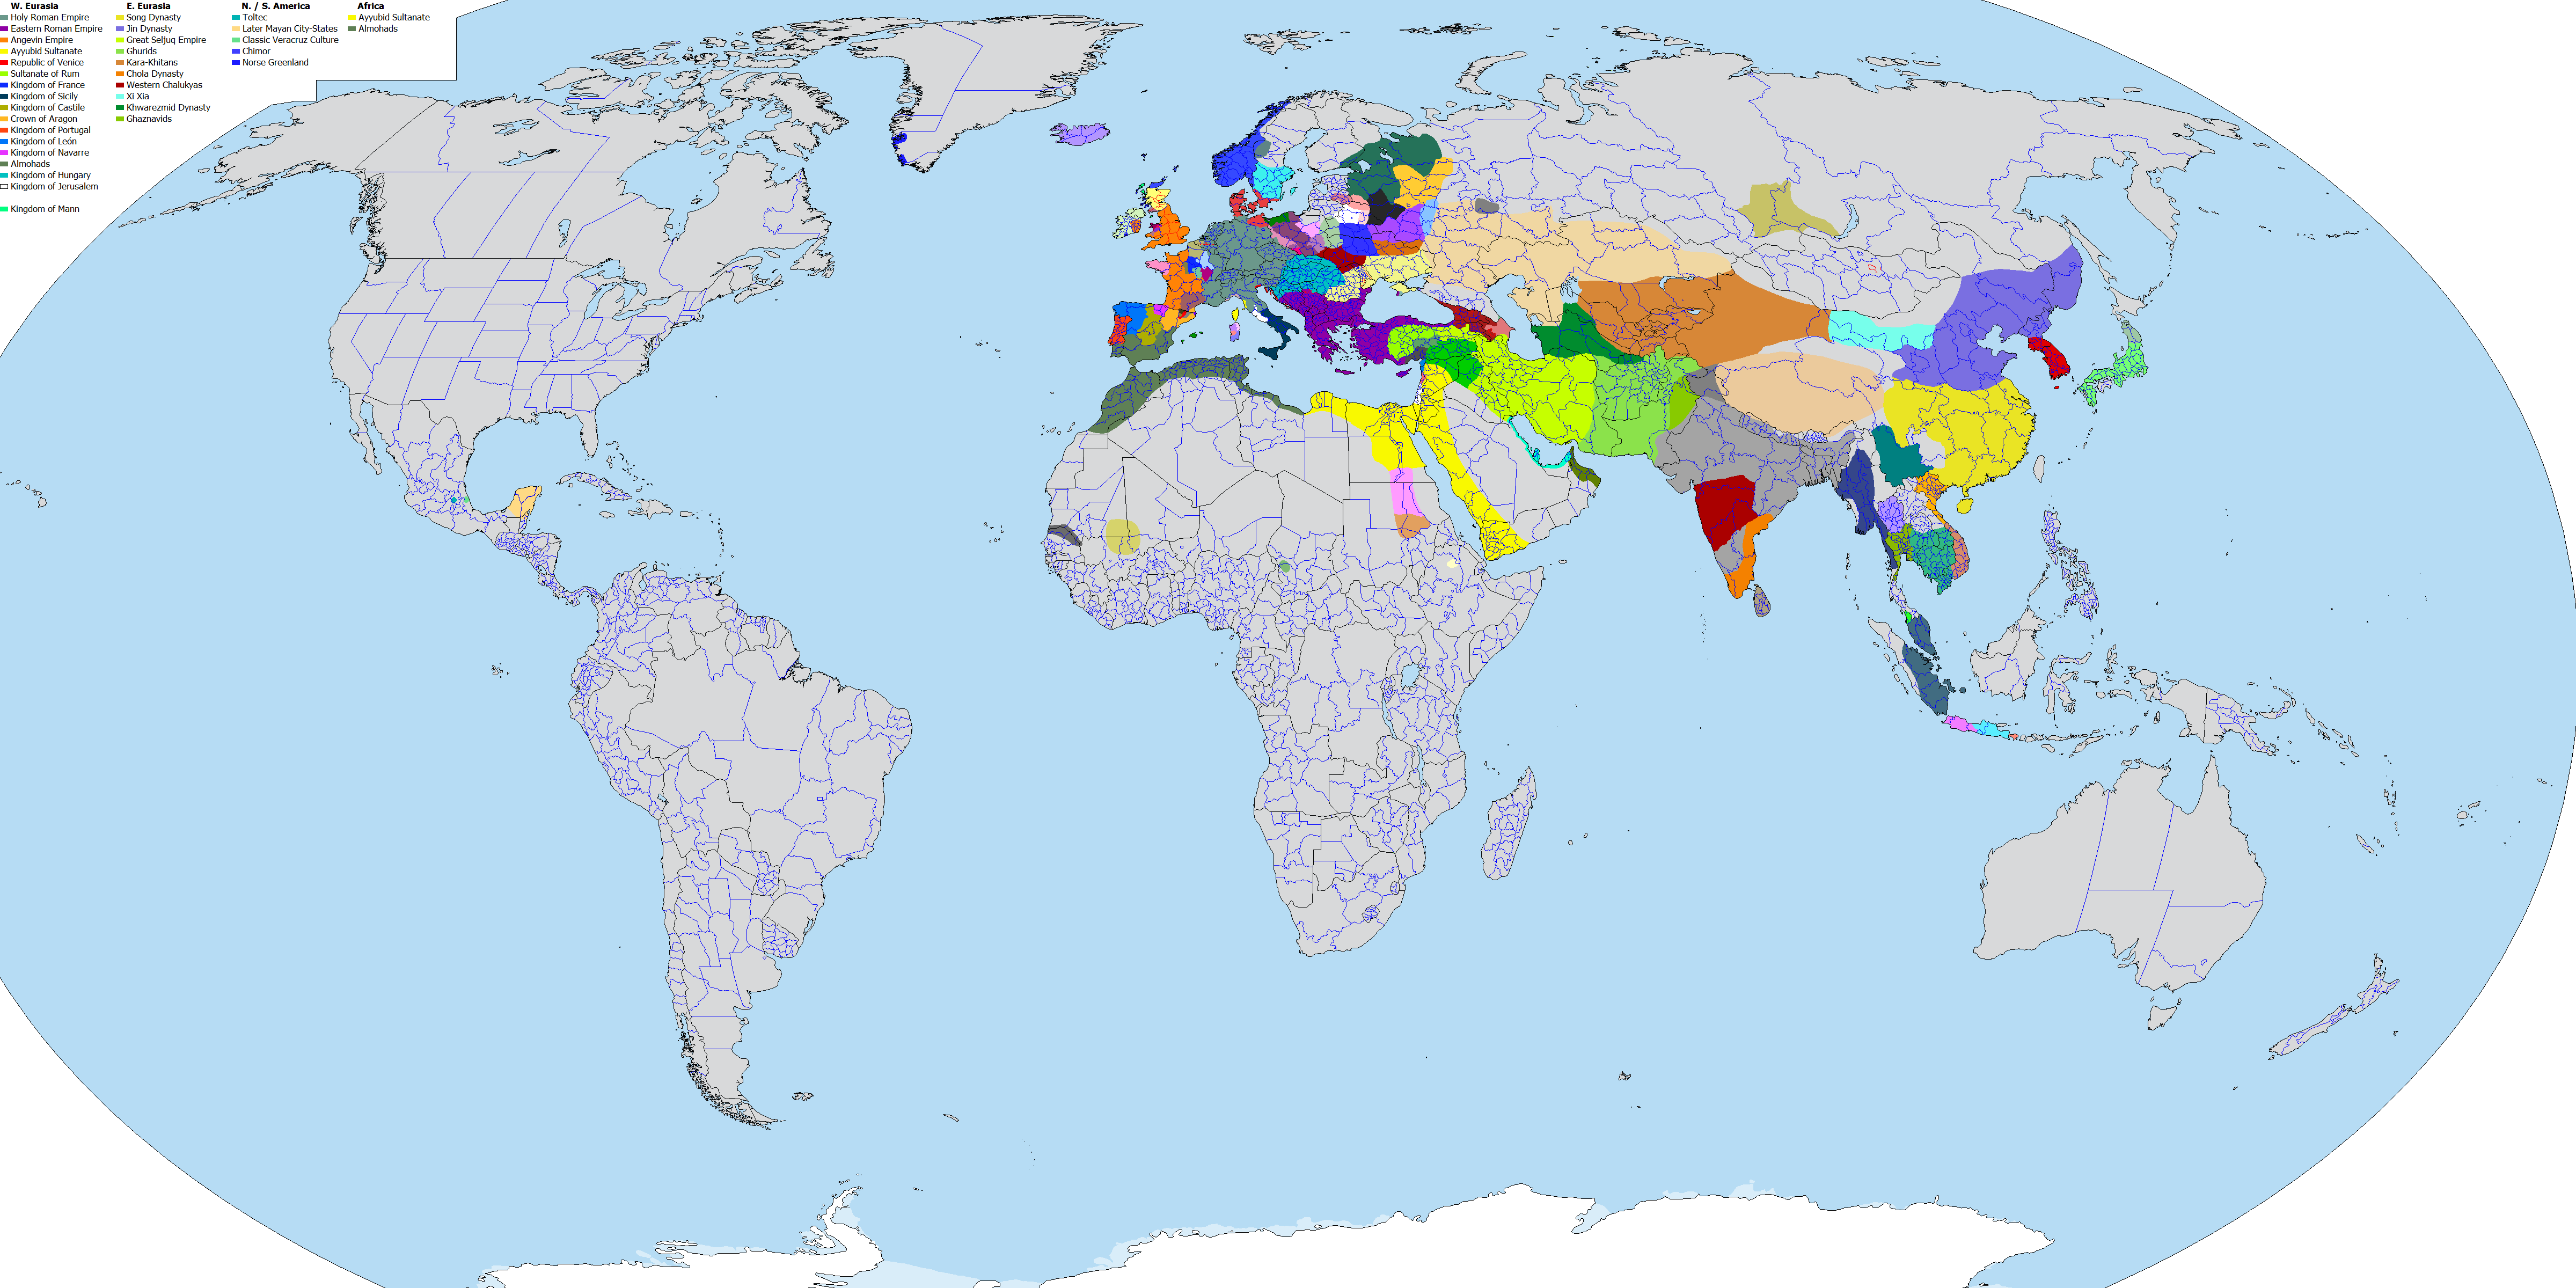 W. Eurasia
Holy Roman Empire
Eastern Roman Empire
Angevin Empire
Ayyubid Sultanate
Republic of Venice
Sultanate of Rum
Kingdom of France
Kingdom of Sicily
Kingdom of Castile
Crown of Aragon
Kingdom of Portugal
Kingdom of León
Kingdom of Navarre
Almohads
Kingdom of Hungary
Kingdom of Jerusalem
Kingdom of Mann
E. Eurasia
Song Dynasty
Jin Dynasty
Great Seljuq Empire
Ghurids
Kara-Khitans
Chola Dynasty
Western Chalukyas
Xi Xia
Khwarezmid Dynasty
Ghaznavids
N. / S. America
Toltec
Later Mayan City-States
Classic Veracruz Culture
Chimor
Norse Greenland
Africa
Ayyubid Sultanate
Almohads